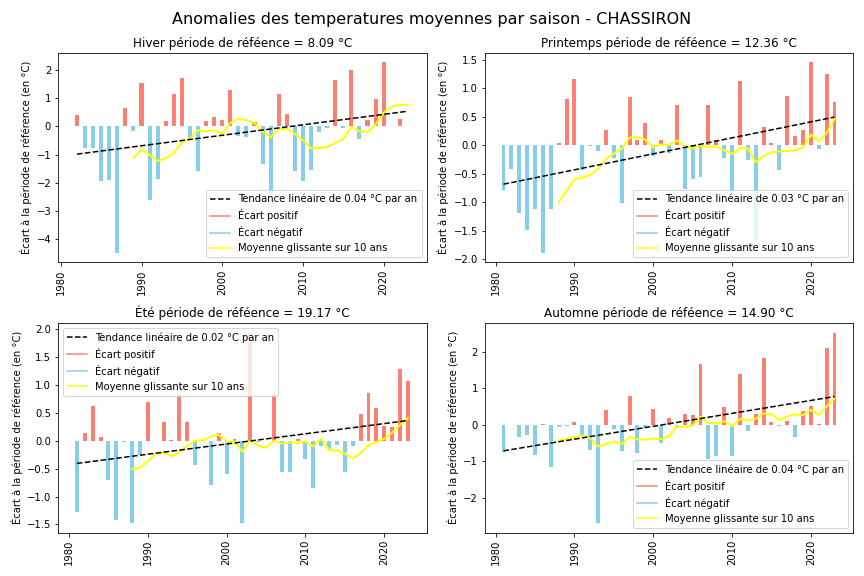 Anomalies des temperatures moyennes par saison - CHASSIRON
Hiver période de réféence = 8.09 °C
Écart à la période de référence (en °C)
2
1
0
−1
−2
−3
−4
1980
1990
2000
2010
2020
Tendance linéaire de 0.04 °C par an
Écart positif
Écart négatif
Moyenne glissante sur 10 ans
Printemps période de réféence = 12.36 °C
Écart à la période de référence (en °C)
1.5
1.0
0.5
0.0
−0.5
−1.0
−1.5
−2.0
1980
1990
2000
2010
2020
Tendance linéaire de 0.03 °C par an
Écart positif
Écart négatif
Moyenne glissante sur 10 ans
Été période de réféence = 19.17 °C
Écart à la période de référence (en °C)
2.0
1.5
1.0
0.5
0.0
−0.5
−1.0
−1.5
1980
1990
2000
2010
2020
Tendance linéaire de 0.02 °C par an
Écart positif
Écart négatif
Moyenne glissante sur 10 ans
Automne période de réféence = 14.90 °C
Écart à la période de référence (en °C)
2
1
0
−1
−2
1980
1990
2000
2010
2020
Tendance linéaire de 0.04 °C par an
Écart positif
Écart négatif
Moyenne glissante sur 10 ans